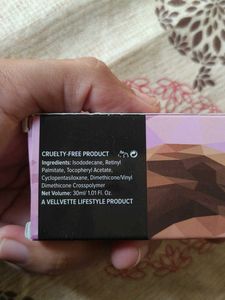 CRUELTY-FREE PRODUCT
Ingredients: Isododecane, Retinyl
Palmitate, Tocopheryl Acetate,
Cyclopentasiloxane, Dimethicone/Vinyl
Dimethicone Crosspolymer
Net Volume: 30ml/1.01 Fl. Oz.
A VELLVETTE LIFESTYLE PRODUCT